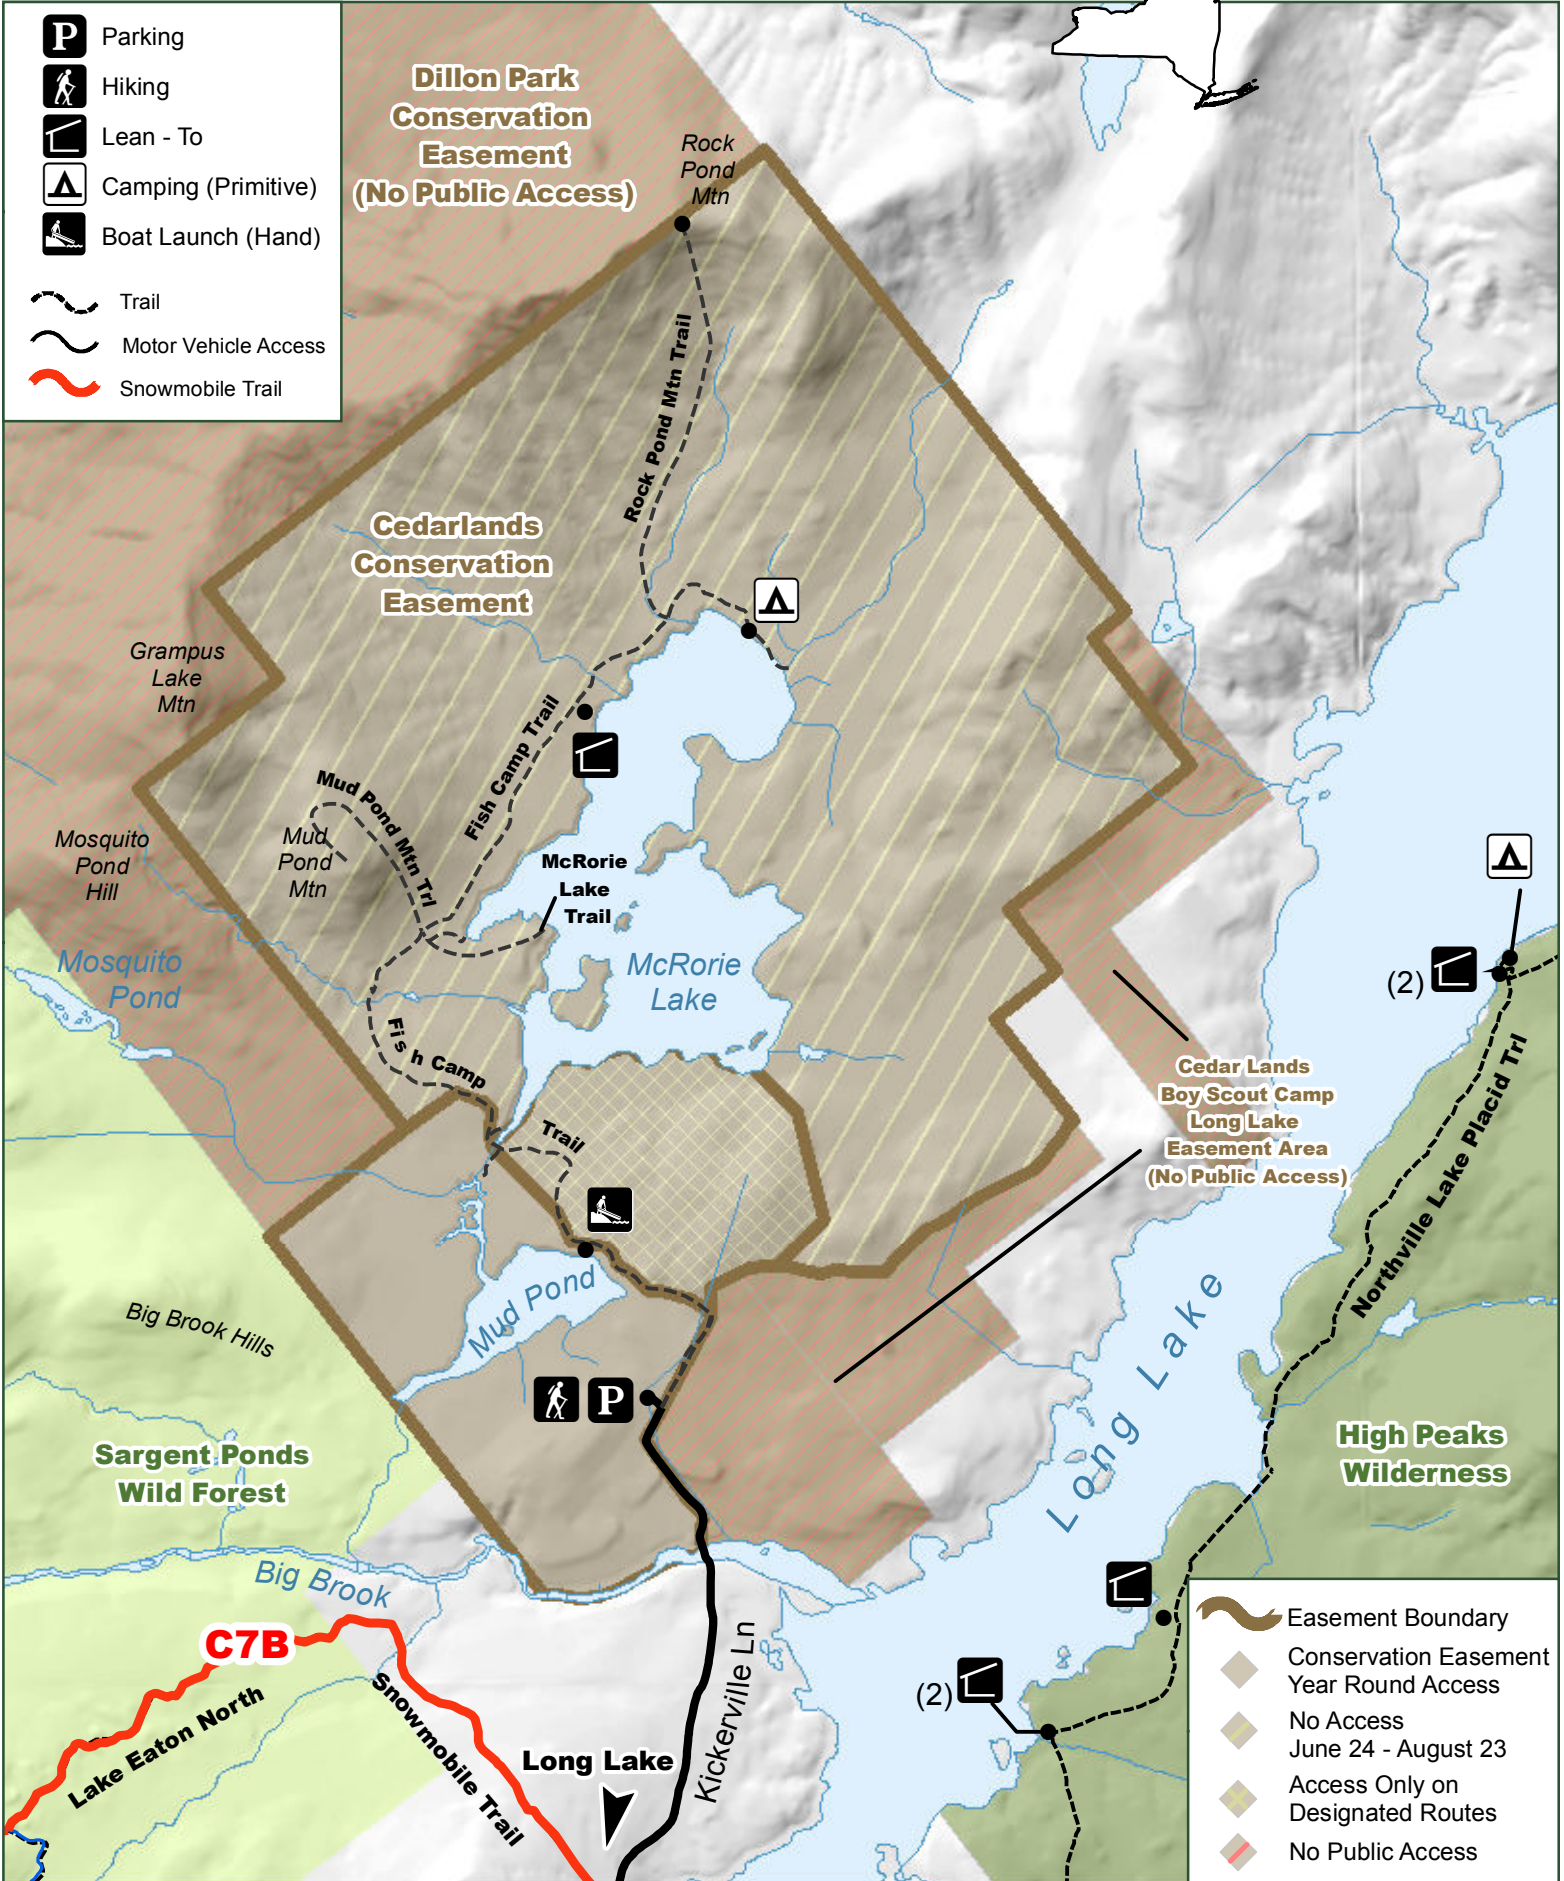 P Parking
Hiking
Lean - To
Camping (Primitive)
Boat Launch (Hand)
Trail
Motor Vehicle Access
Snowmobile Trail
Dillon Park
Conservation
Easement
(No Public Access)
Rock
Pond
Mtn
Rock Pond Mtn Trail
Cedarlands
Conservation
Easement
Grampus
Lake
Mtn
Fish Camp Trail
Mud Pond Mtn Trl
Mud
Pond
Mtn
Mosquito
Pond
Hill
McRorie
Lake
Trail
Mosquito
Pond
McRorie
Lake
(2)
Fish Camp
Trail
Cedar Lands
Boy Scout Camp
Long Lake
Easement Area
(No Public Access)
Northville Lake Placid Trl
Mud Pond
Big Brook Hills
Long Lake
P
Sargent Ponds
Wild Forest
High Peaks
Wilderness
Big Brook
C7B
Lake Eaton North
Snowmobile Trail
Long Lake
Kickerville Ln
(2)
Easement Boundary
Conservation Easement
Year Round Access
No Access
June 24 - August 23
Access Only on
Designated Routes
No Public Access